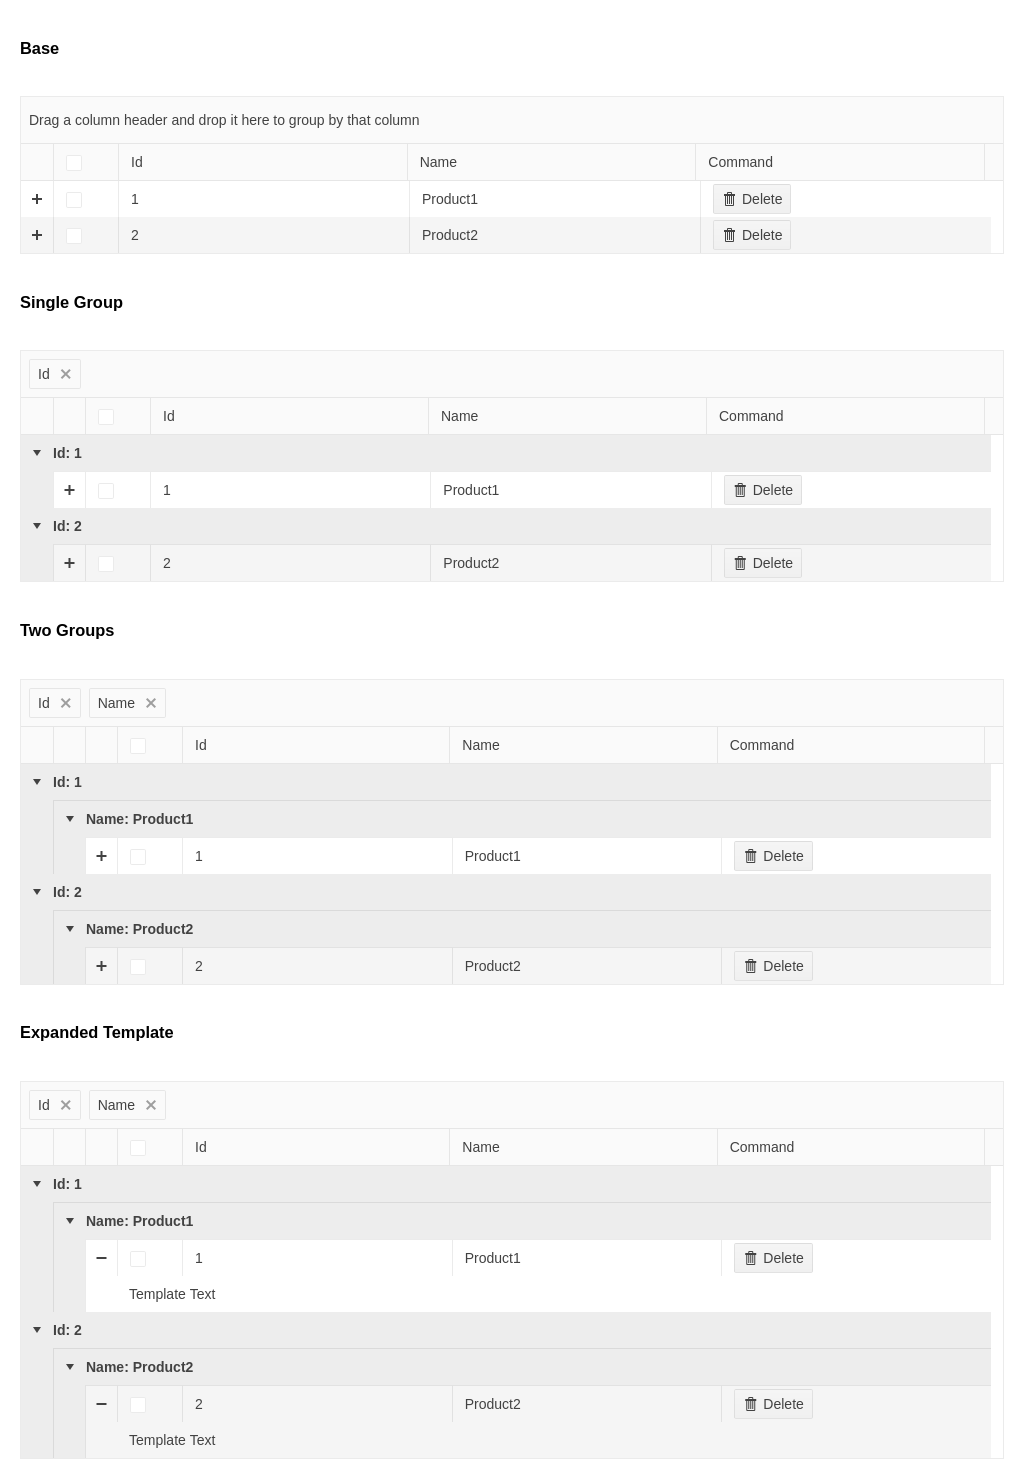 Base
Drag a column header and drop it here to group by that column
Id Name Command
1 Product1 Delete
2 Product2 Delete
Single Group
Id
Id Name Command
Id: 1
1 Product1 Delete
Id: 2
2 Product2 Delete
Two Groups
Id Name
Id Name Command
Id: 1
Name: Product1
1 Product1 Delete
Id: 2
Name: Product2
2 Product2 Delete
Expanded Template
Id Name
Id Name Command
Id: 1
Name: Product1
1 Product1 Delete
Template Text
Id: 2
Name: Product2
2 Product2 Delete
Template Text